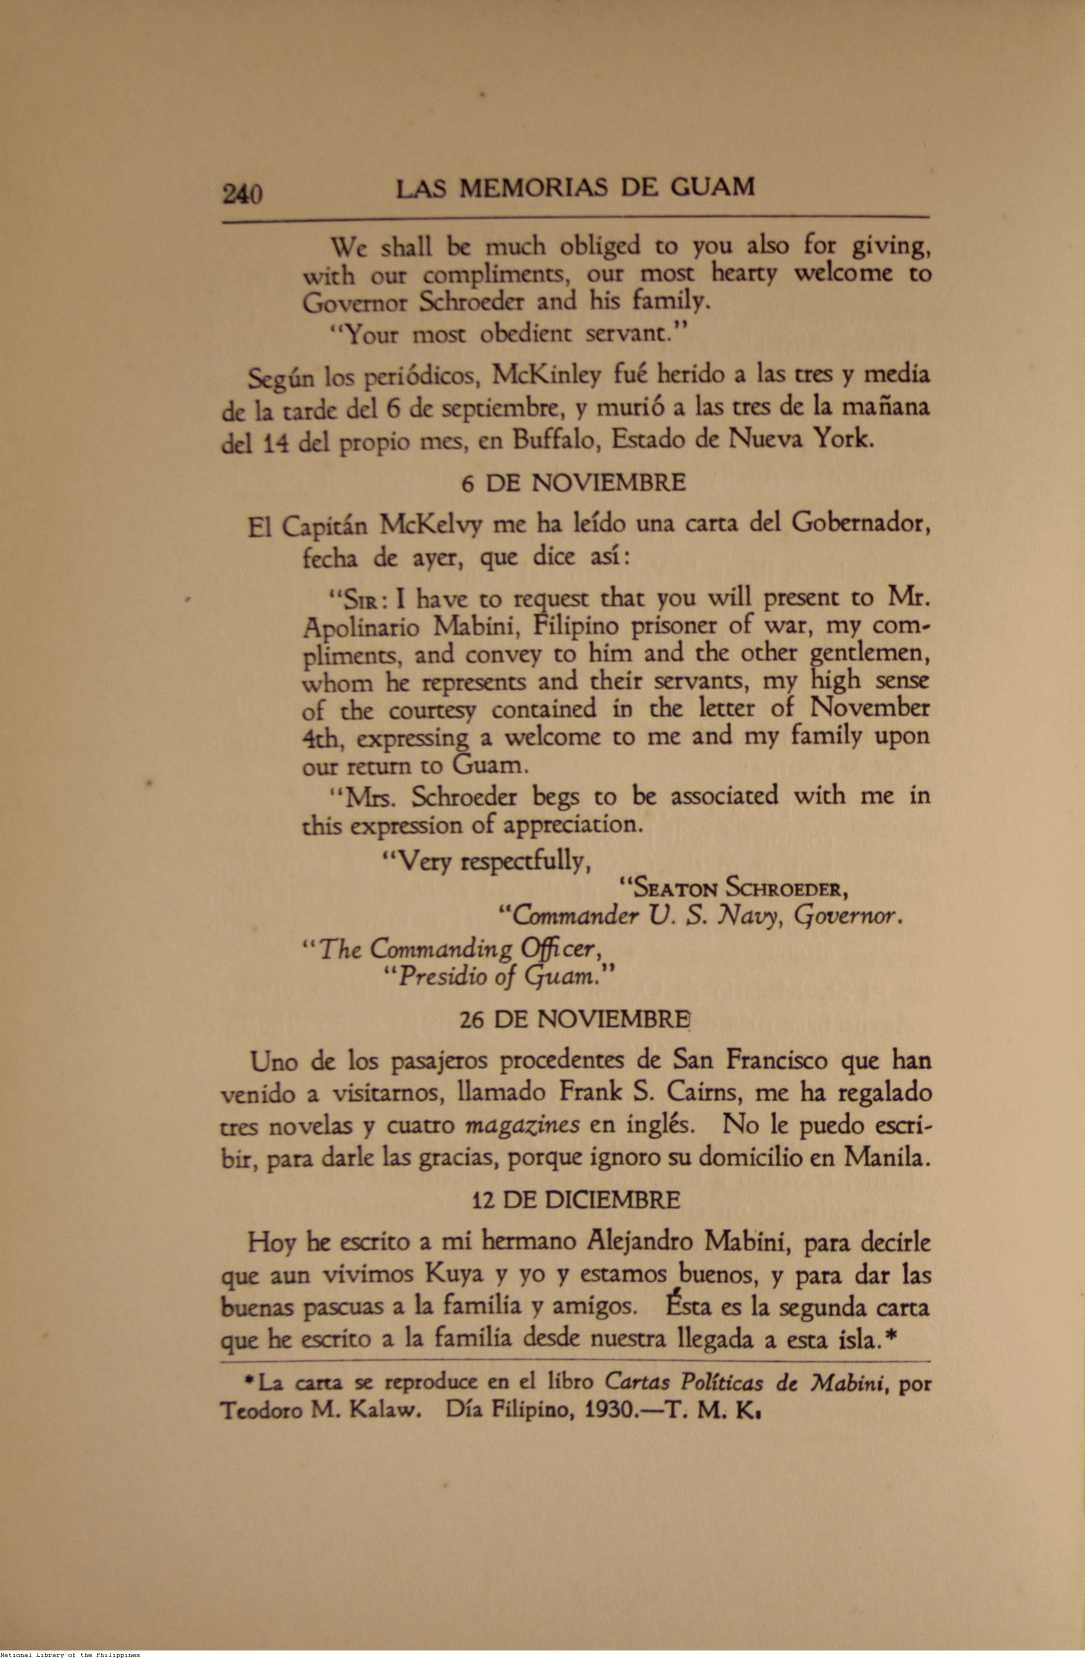 240 LAS MEMORIAS DE GUAM
We shall be much obliged to you also for giving,
with our compliments, our most hearty welcome to
Governor Schroeder and his family.
“Your most obedient servant.”
Según los periódicos, McKinley fué herido a las tres y media
de la tarde del 6 de septiembre, y murió a las tres de la mañana
del 14 del propio mes, en Buffalo, Estado de Nueva York.
6 DE NOVIEMBRE
El Capitán McKelvy me ha leído una carta del Gobernador,
fecha de ayer, que dice así:
“SIR: I have to request that you will present to Mr.
Apolinario Mabini, Filipino prisoner of war, my com-
pliments, and convey to him and the other gentlemen,
whom he represents and their servants, my high sense
of the courtesy contained in the letter of November
4th, expressing a welcome to me and my family upon
our return to Guam.
“Mrs. Schroeder begs to be associated with me in
this expression of appreciation.
“Very respectfully,
“SEATON SCHROEDER,
“Commander U. S. Navy, Governor.
“The Commanding Officer,
“Presidio of Guam.”
26 DE NOVIEMBRE
Uno de los pasajeros procedentes de San Francisco que han
venido a visitarnos, llamado Frank S. Cairns, me ha regalado
tres novelas y cuatro magazines en inglés. No le puedo escri-
bir, para darle las gracias, porque ignoro su domicilio en Manila.
12 DE DICIEMBRE
Hoy he escrito a mi hermano Alejandro Mabini, para decirle
que aun vivimos Kuya y yo y estamos buenos, y para dar las
buenas pascuas a la familia y amigos. Ésta es la segunda carta
que he escrito a la familia desde nuestra llegada a esta isla.*
*La carta se reproduce en el libro Cartas Políticas de Mabini, por
Teodoro M. Kalaw. Día Filipino, 1930.—T. M. K.
National Library of the Philippines